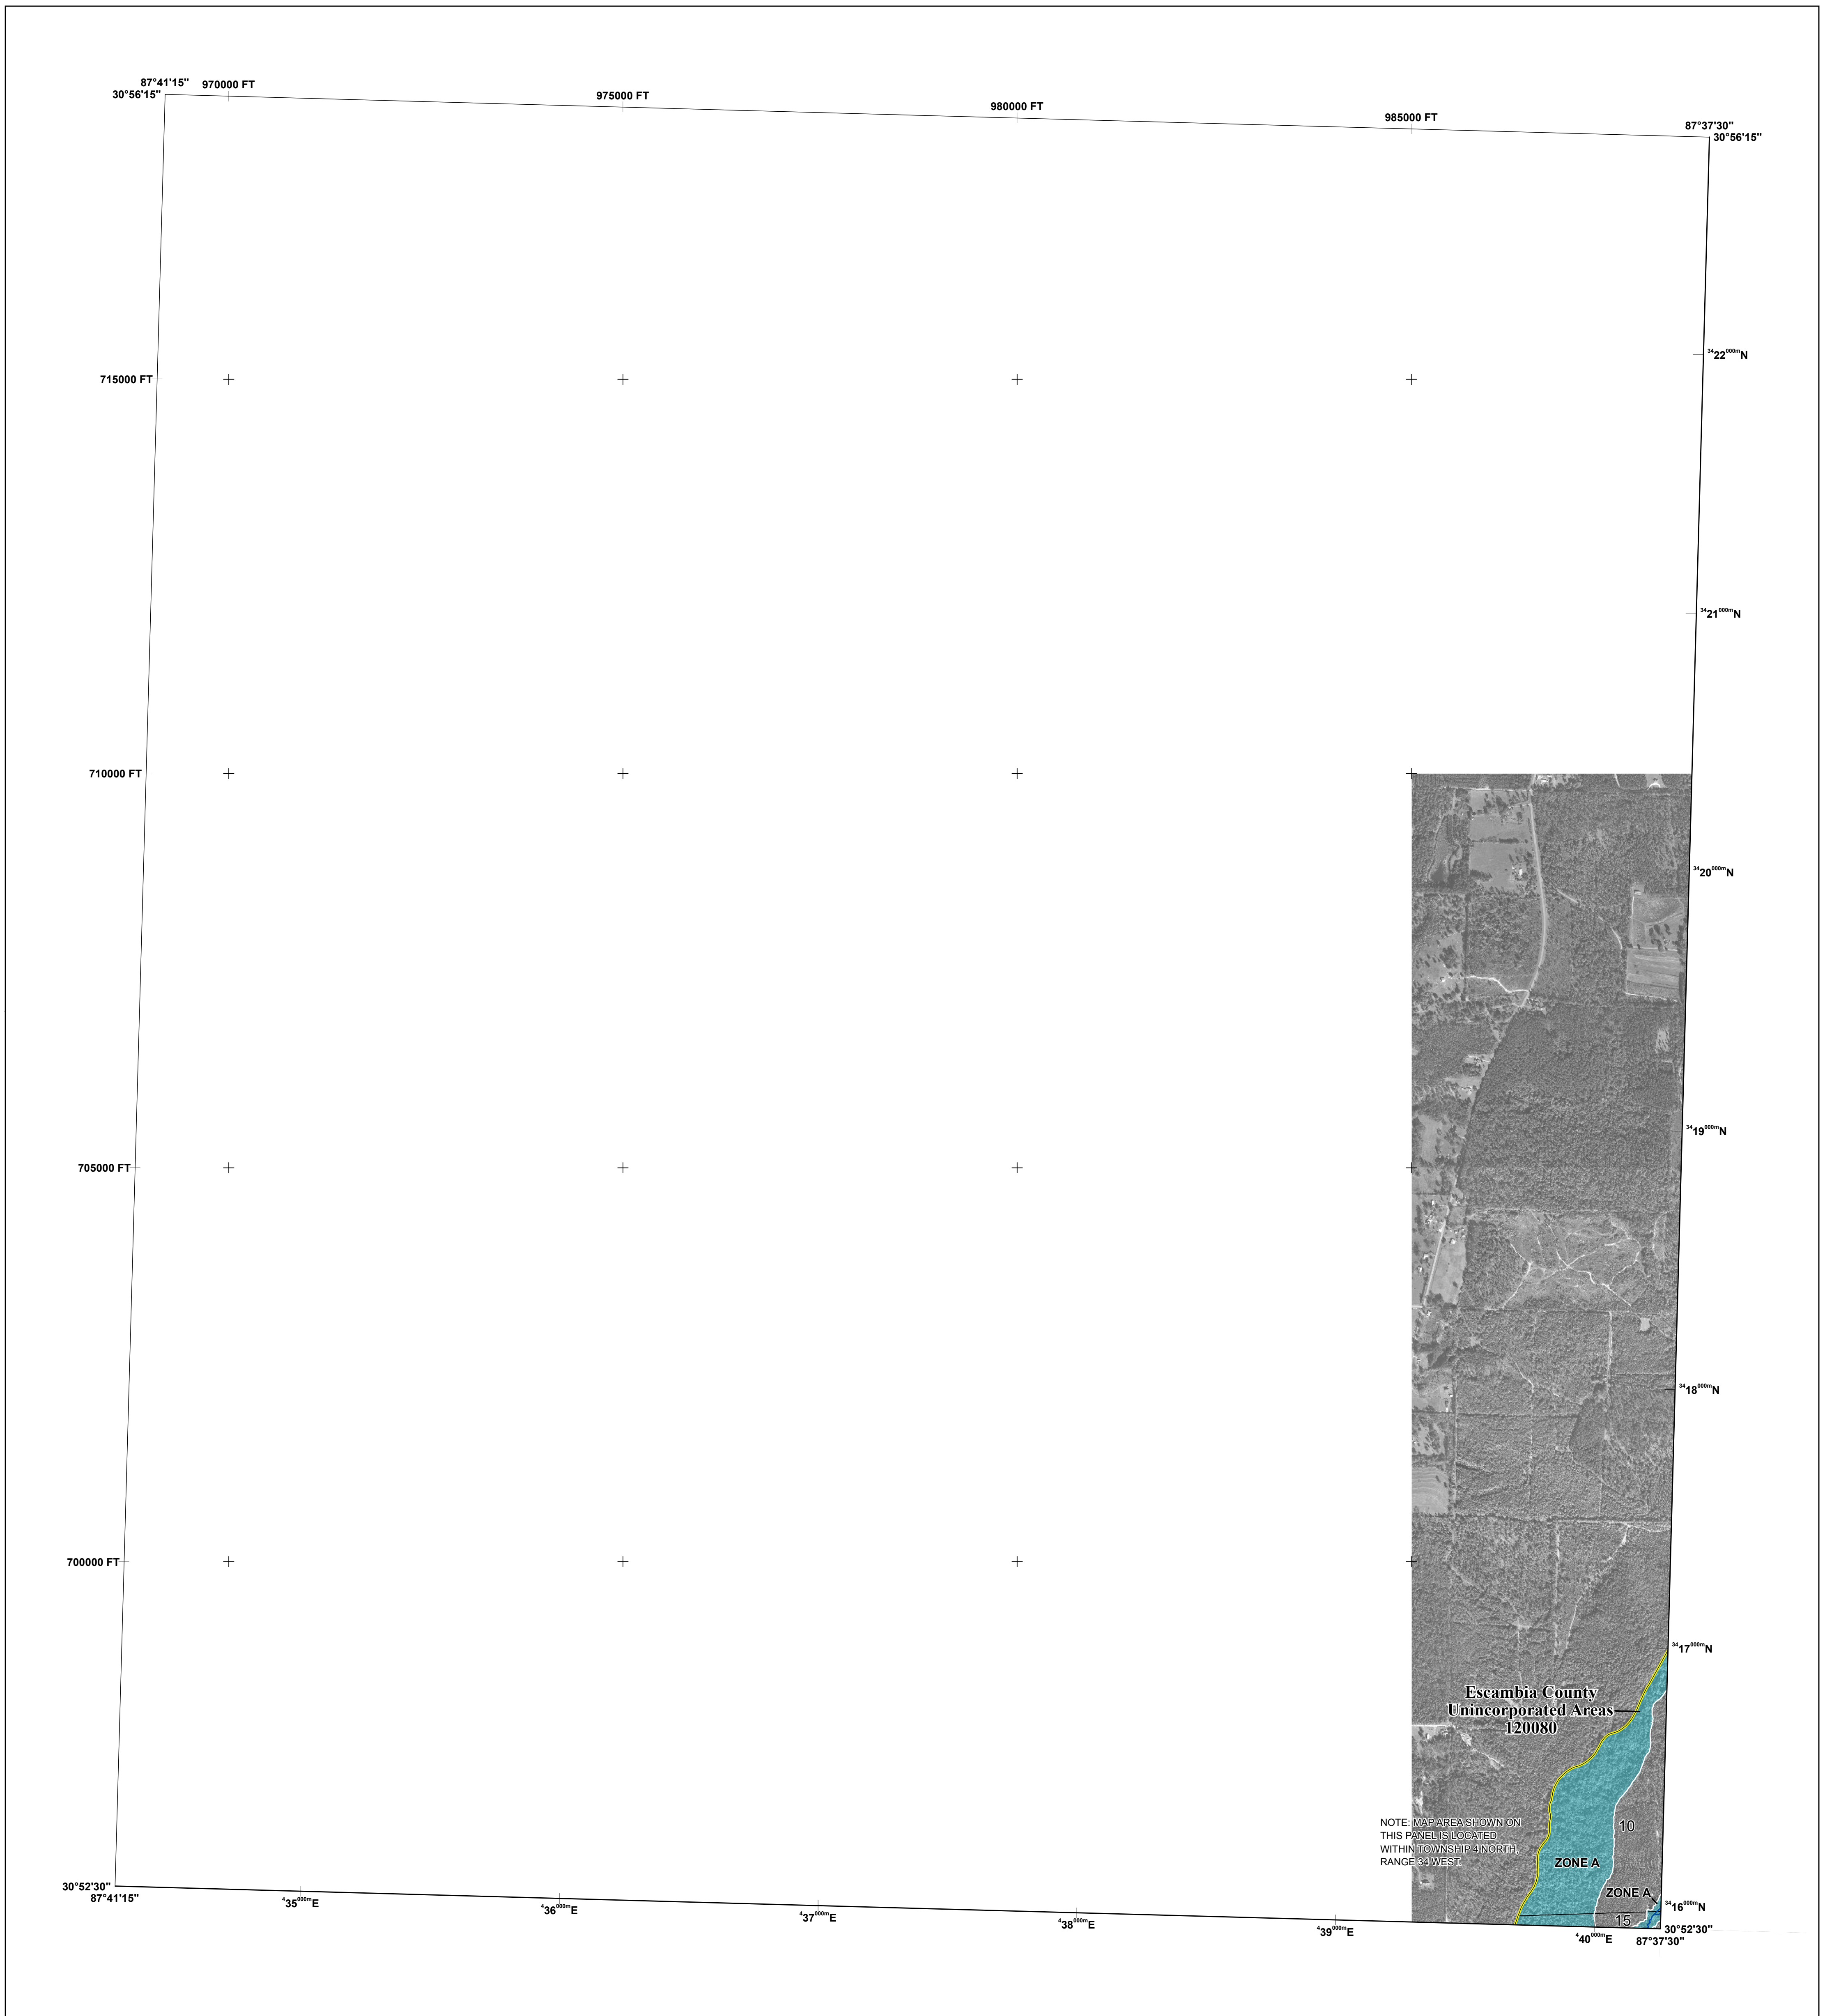 87°41'15"
970000 FT
30°56'15"
975000 FT
980000 FT
985000 FT
87°37'30"
30°56'15"
3422000mN
715000 FT
3421000mN
710000 FT
3420000mN
3419000mN
705000 FT
3418000mN
700000 FT
3417000mN
Escambia County
Unincorporated Areas
120080
NOTE: MAP AREA SHOWN ON
THIS PANEL IS LOCATED
WITHIN TOWNSHIP 4 NORTH,
RANGE 34 WEST.
10
ZONE A
ZONE A
30°52'30"
87°41'15"
435000mE
436000mE
437000mE
438000mE
439000mE
440000mE
15
3416000mN
30°52'30"
87°37'30"